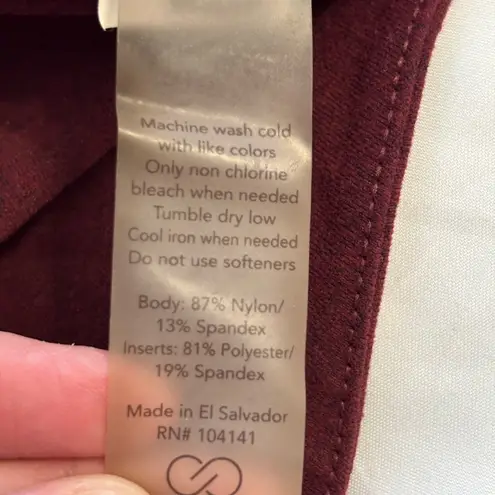 Machine wash cold
with like colors
Only non chlorine
bleach when needed
Tumble dry low
Cool iron when needed
Do not use softeners
Body: 87% Nylon/
13% Spandex
Inserts: 81% Polyester/
19% Spandex
Made in El Salvador
RN# 104141